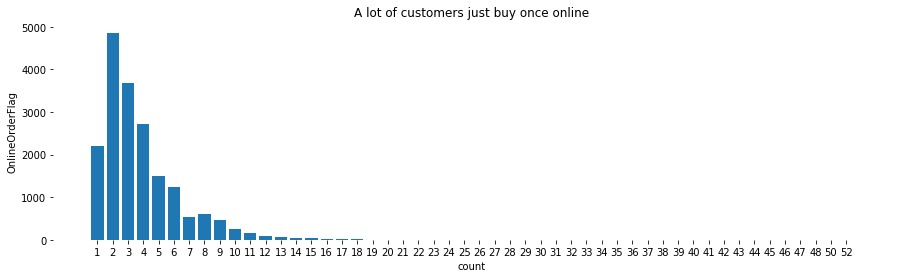 A lot of customers just buy once online
OnlineOrderFlag
5000
4000
3000
2000
1000
0
1 2 3 4 5 6 7 8 9 10 11 12 13 14 15 16 17 18 19 20 21 22 23 24 25 26 27 28 29 30 31 32 33 34 35 36 37 38 39 40 41 42 43 44 45 46 47 48 50 52
count